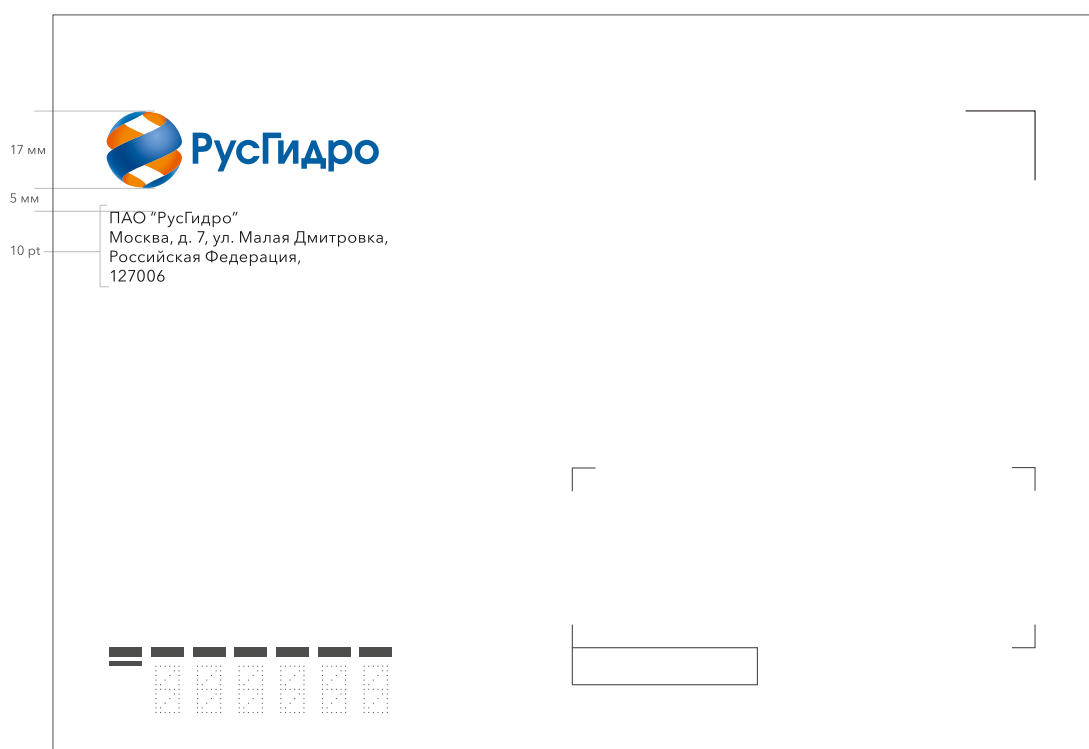 РусГидро
17 мм
5 мм
10 pt
ПАО “РусГидро”
Москва, д. 7, ул. Малая Дмитровка,
Российская Федерация,
127006